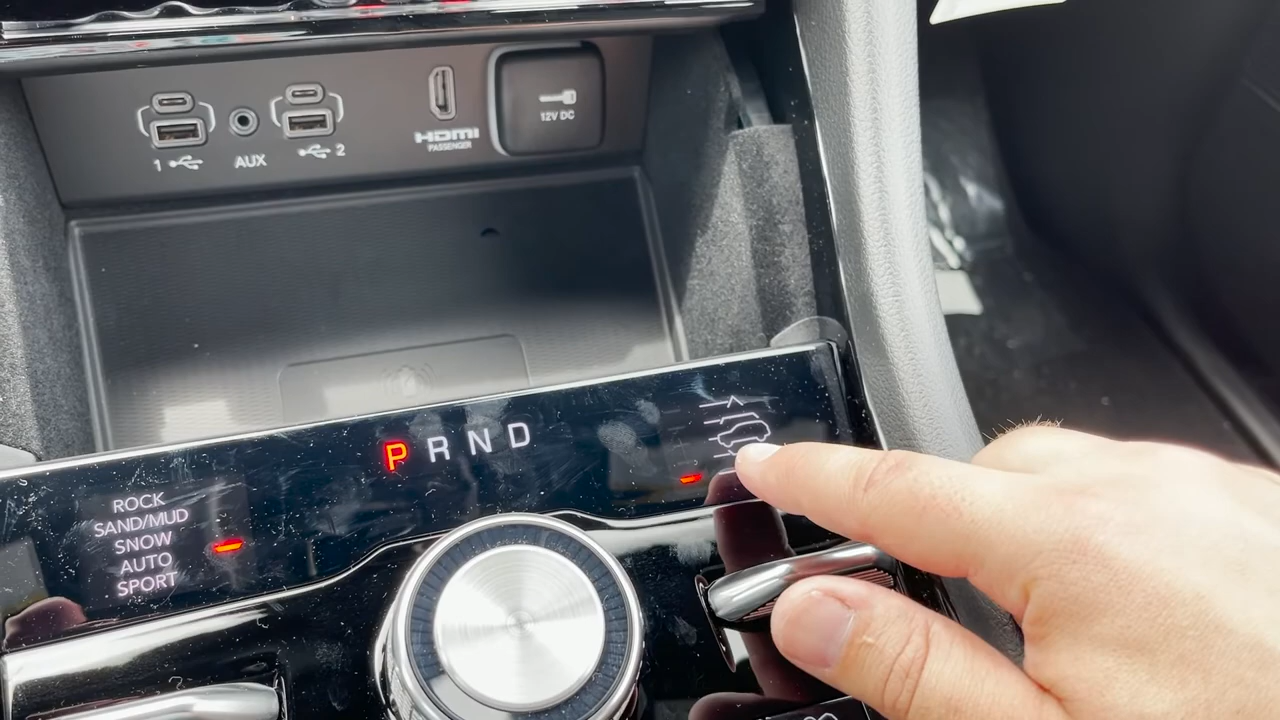 HDMI
PASSENGER
12V DC
1
AUX
2
P R N D
ROCK
SAND/MUD
SNOW
AUTO
SPORT